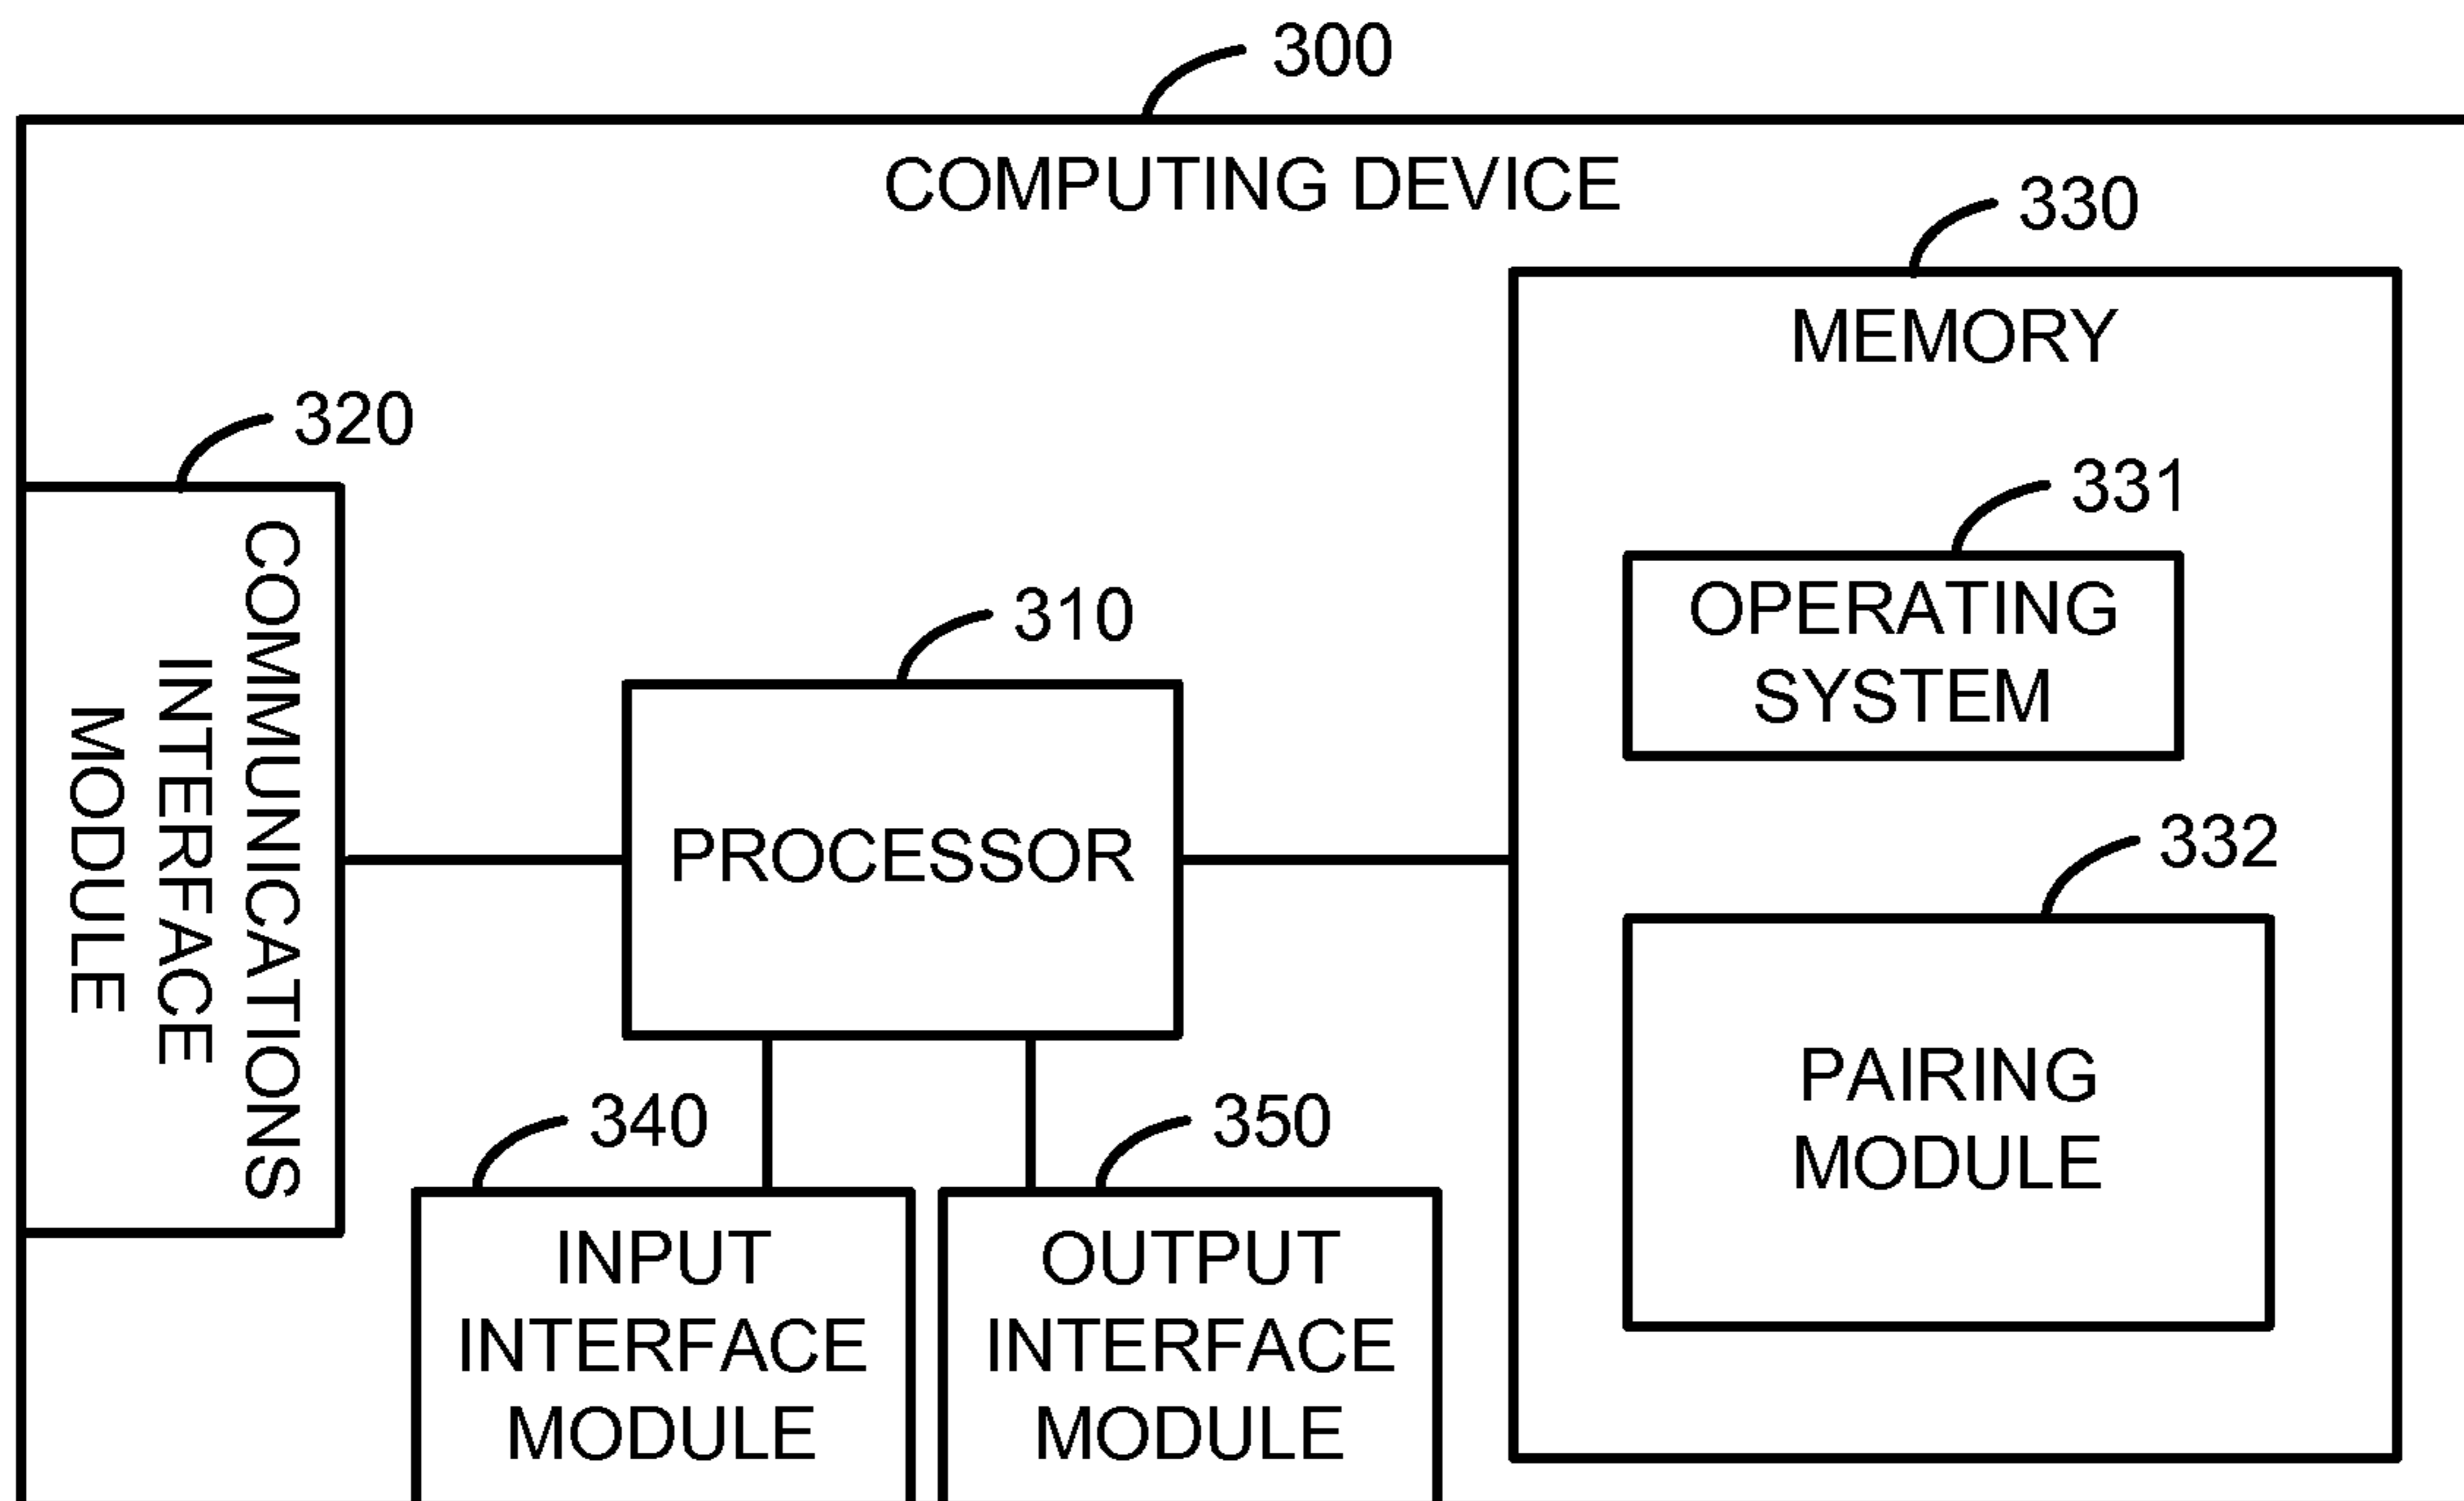 300
COMPUTING DEVICE
330
MEMORY
320
COMMUNICATIONS
INTERFACE
MODULE
331
OPERATING
SYSTEM
310
PROCESSOR
332
PAIRING
MODULE
340
INPUT
INTERFACE
MODULE
350
OUTPUT
INTERFACE
MODULE